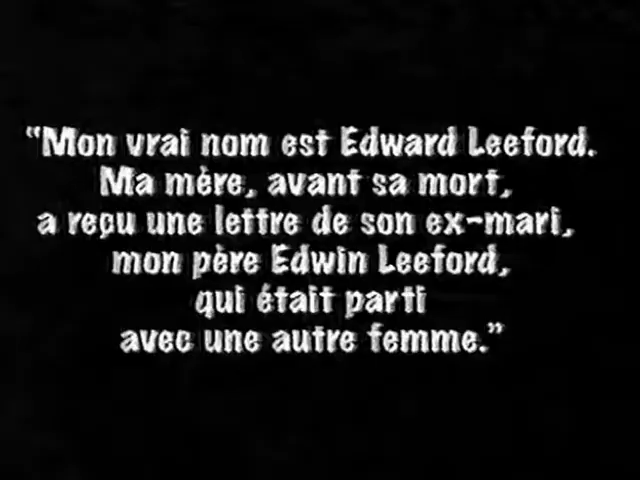 “Mon vrai nom est Edward Leeford.
Ma mère, avant sa mort,
a reçu une lettre de son ex-mari,
mon père Edwin Leeford,
qui était parti
avec une autre femme.”